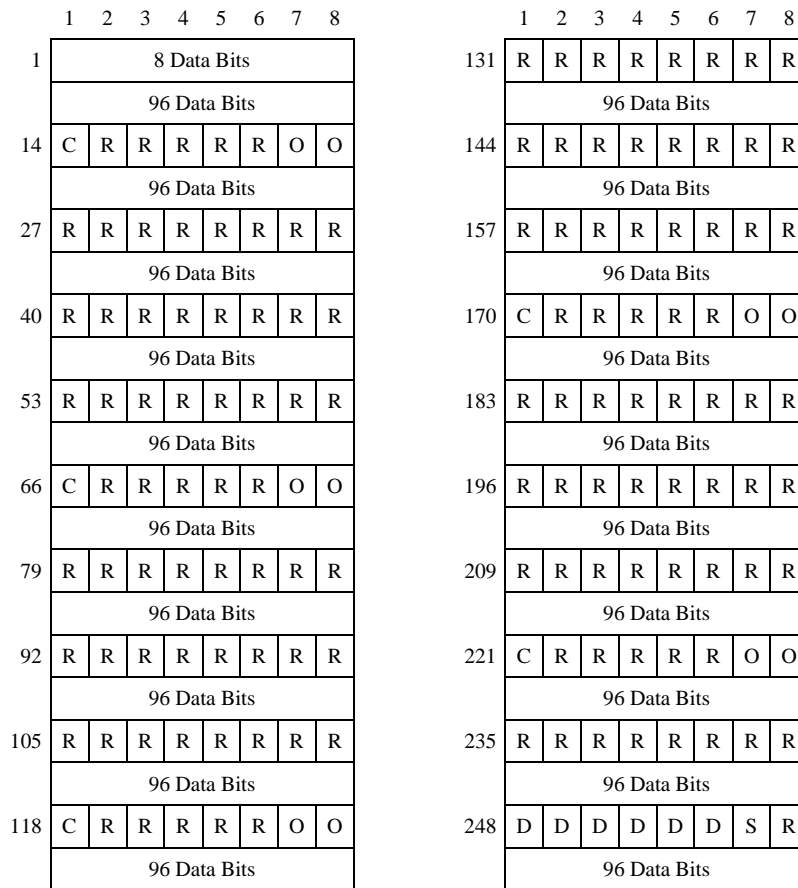 1 2 3 4 5 6 7 8
1 8 Data Bits
96 Data Bits
14 C R R R R R O O
96 Data Bits
27 R R R R R R R R
96 Data Bits
40 R R R R R R R R
96 Data Bits
53 R R R R R R R R
96 Data Bits
66 C R R R R R O O
96 Data Bits
79 R R R R R R R R
96 Data Bits
92 R R R R R R R R
96 Data Bits
105 R R R R R R R R
96 Data Bits
118 C R R R R R O O
96 Data Bits
1 2 3 4 5 6 7 8
131 R R R R R R R R
96 Data Bits
144 R R R R R R R R
96 Data Bits
157 R R R R R R R R
96 Data Bits
170 C R R R R R O O
96 Data Bits
183 R R R R R R R R
96 Data Bits
196 R R R R R R R R
96 Data Bits
209 R R R R R R R R
96 Data Bits
221 C R R R R R O O
96 Data Bits
235 R R R R R R R R
96 Data Bits
248 D D D D D D S R
96 Data Bits